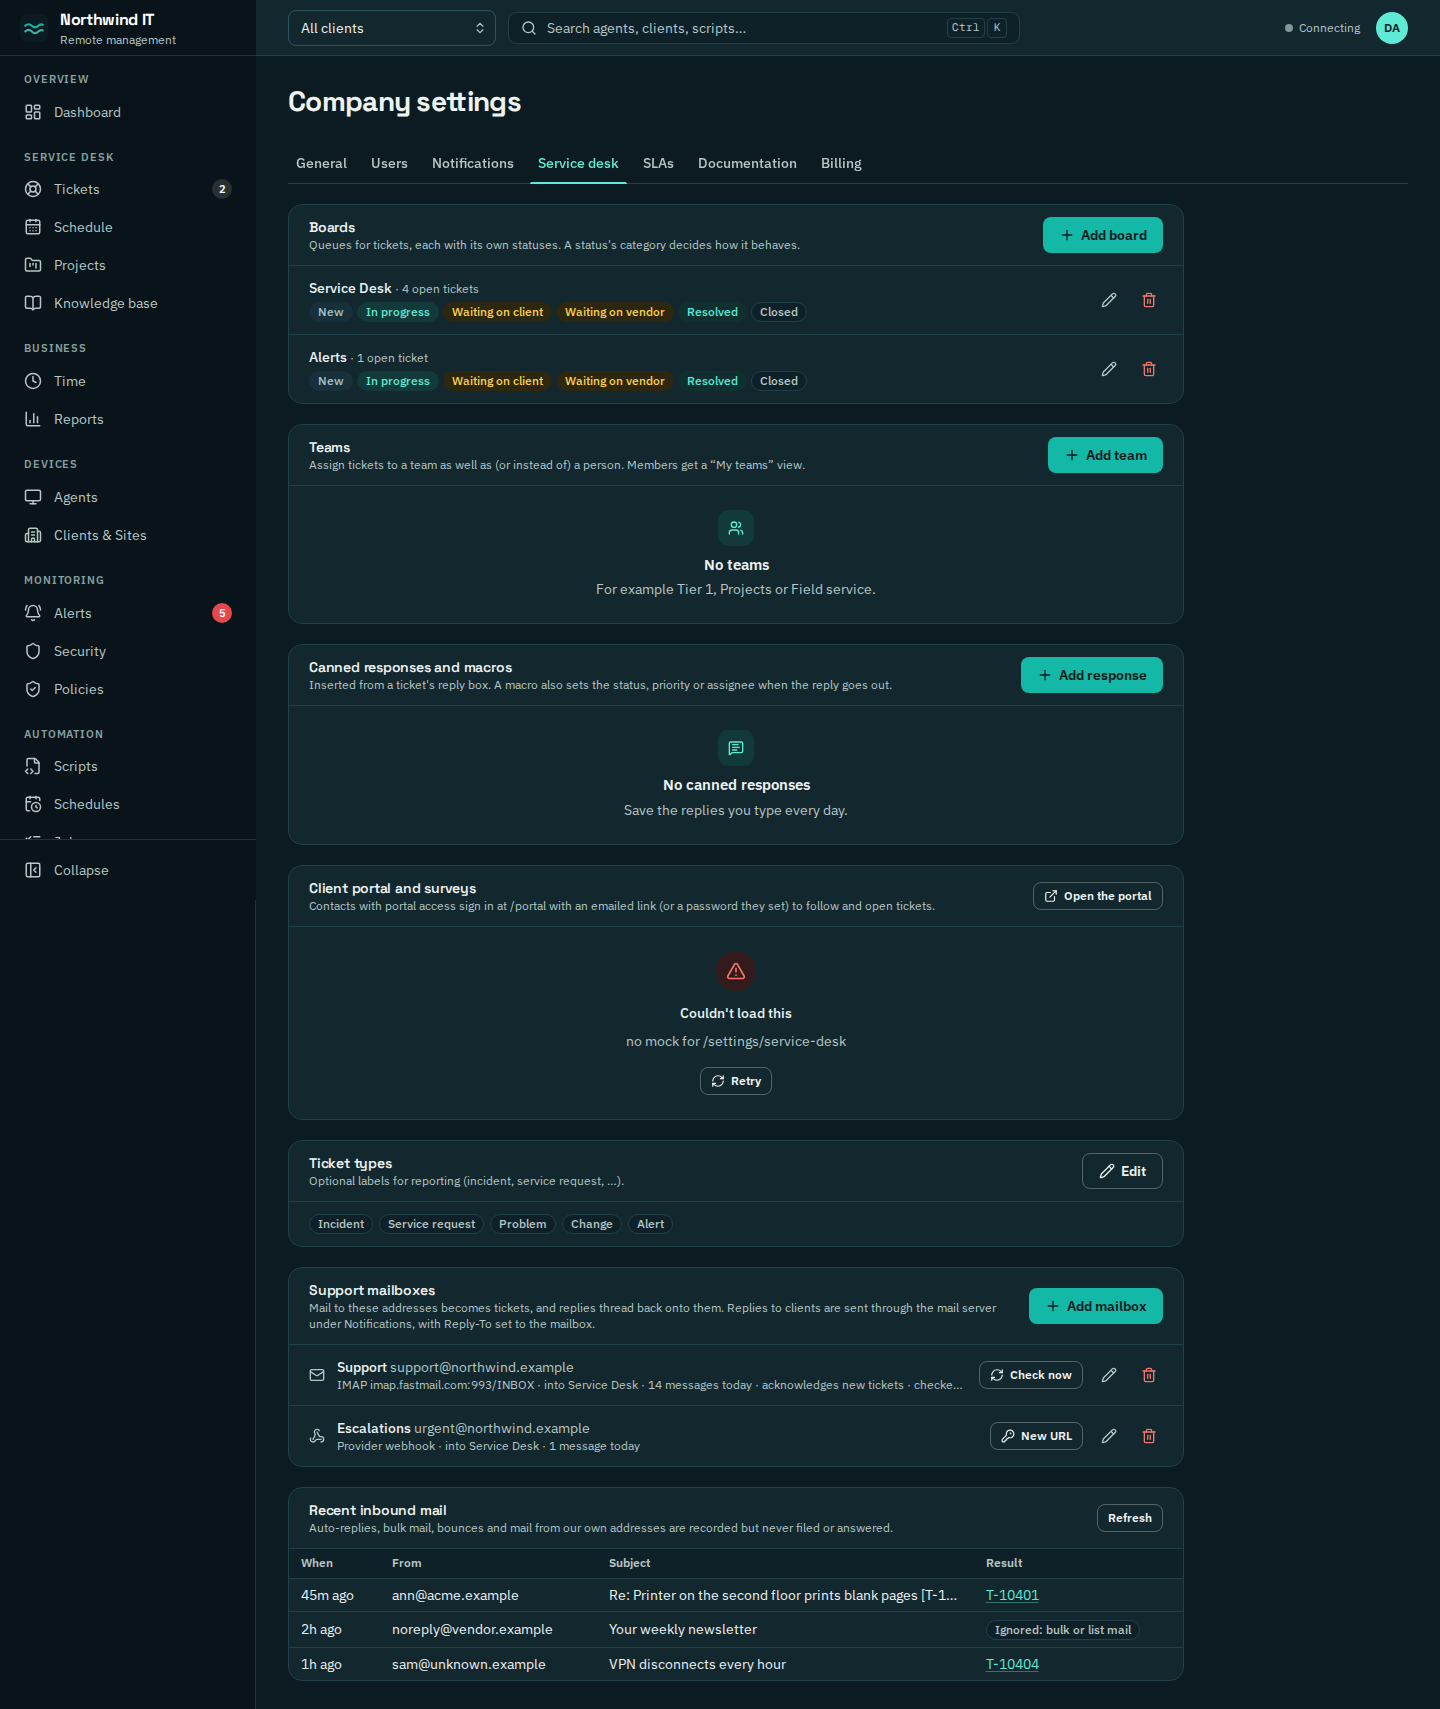 Northwind IT
Remote management
All clients
Search agents, clients, scripts...
Ctrl K
Connecting
DA
OVERVIEW
Dashboard
SERVICE DESK
Tickets 2
Schedule
Projects
Knowledge base
BUSINESS
Time
Reports
DEVICES
Agents
Clients & Sites
MONITORING
Alerts 5
Security
Policies
AUTOMATION
Scripts
Schedules
Collapse
Company settings
General Users Notifications Service desk SLAs Documentation Billing
Boards
Queues for tickets, each with its own statuses. A status's category decides how it behaves.
Add board
Service Desk · 4 open tickets
New In progress Waiting on client Waiting on vendor Resolved Closed
Alerts · 1 open ticket
New In progress Waiting on client Waiting on vendor Resolved Closed
Teams
Assign tickets to a team as well as (or instead of) a person. Members get a “My teams” view.
Add team
No teams
For example Tier 1, Projects or Field service.
Canned responses and macros
Inserted from a ticket's reply box. A macro also sets the status, priority or assignee when the reply goes out.
Add response
No canned responses
Save the replies you type every day.
Client portal and surveys
Contacts with portal access sign in at /portal with an emailed link (or a password they set) to follow and open tickets.
Open the portal
Couldn't load this
no mock for /settings/service-desk
Retry
Ticket types
Optional labels for reporting (incident, service request, ...).
Edit
Incident Service request Problem Change Alert
Support mailboxes
Mail to these addresses becomes tickets, and replies thread back onto them. Replies to clients are sent through the mail server
under Notifications, with Reply-To set to the mailbox.
Add mailbox
Support support@northwind.example
IMAP imap.fastmail.com:993/INBOX · into Service Desk · 14 messages today · acknowledges new tickets · checke...
Check now
Escalations urgent@northwind.example
Provider webhook · into Service Desk · 1 message today
New URL
Recent inbound mail
Auto-replies, bulk mail, bounces and mail from our own addresses are recorded but never filed or answered.
Refresh
When From Subject Result
45m ago ann@acme.example Re: Printer on the second floor prints blank pages [T-1... T-10401
2h ago noreply@vendor.example Your weekly newsletter Ignored: bulk or list mail
1h ago sam@unknown.example VPN disconnects every hour T-10404